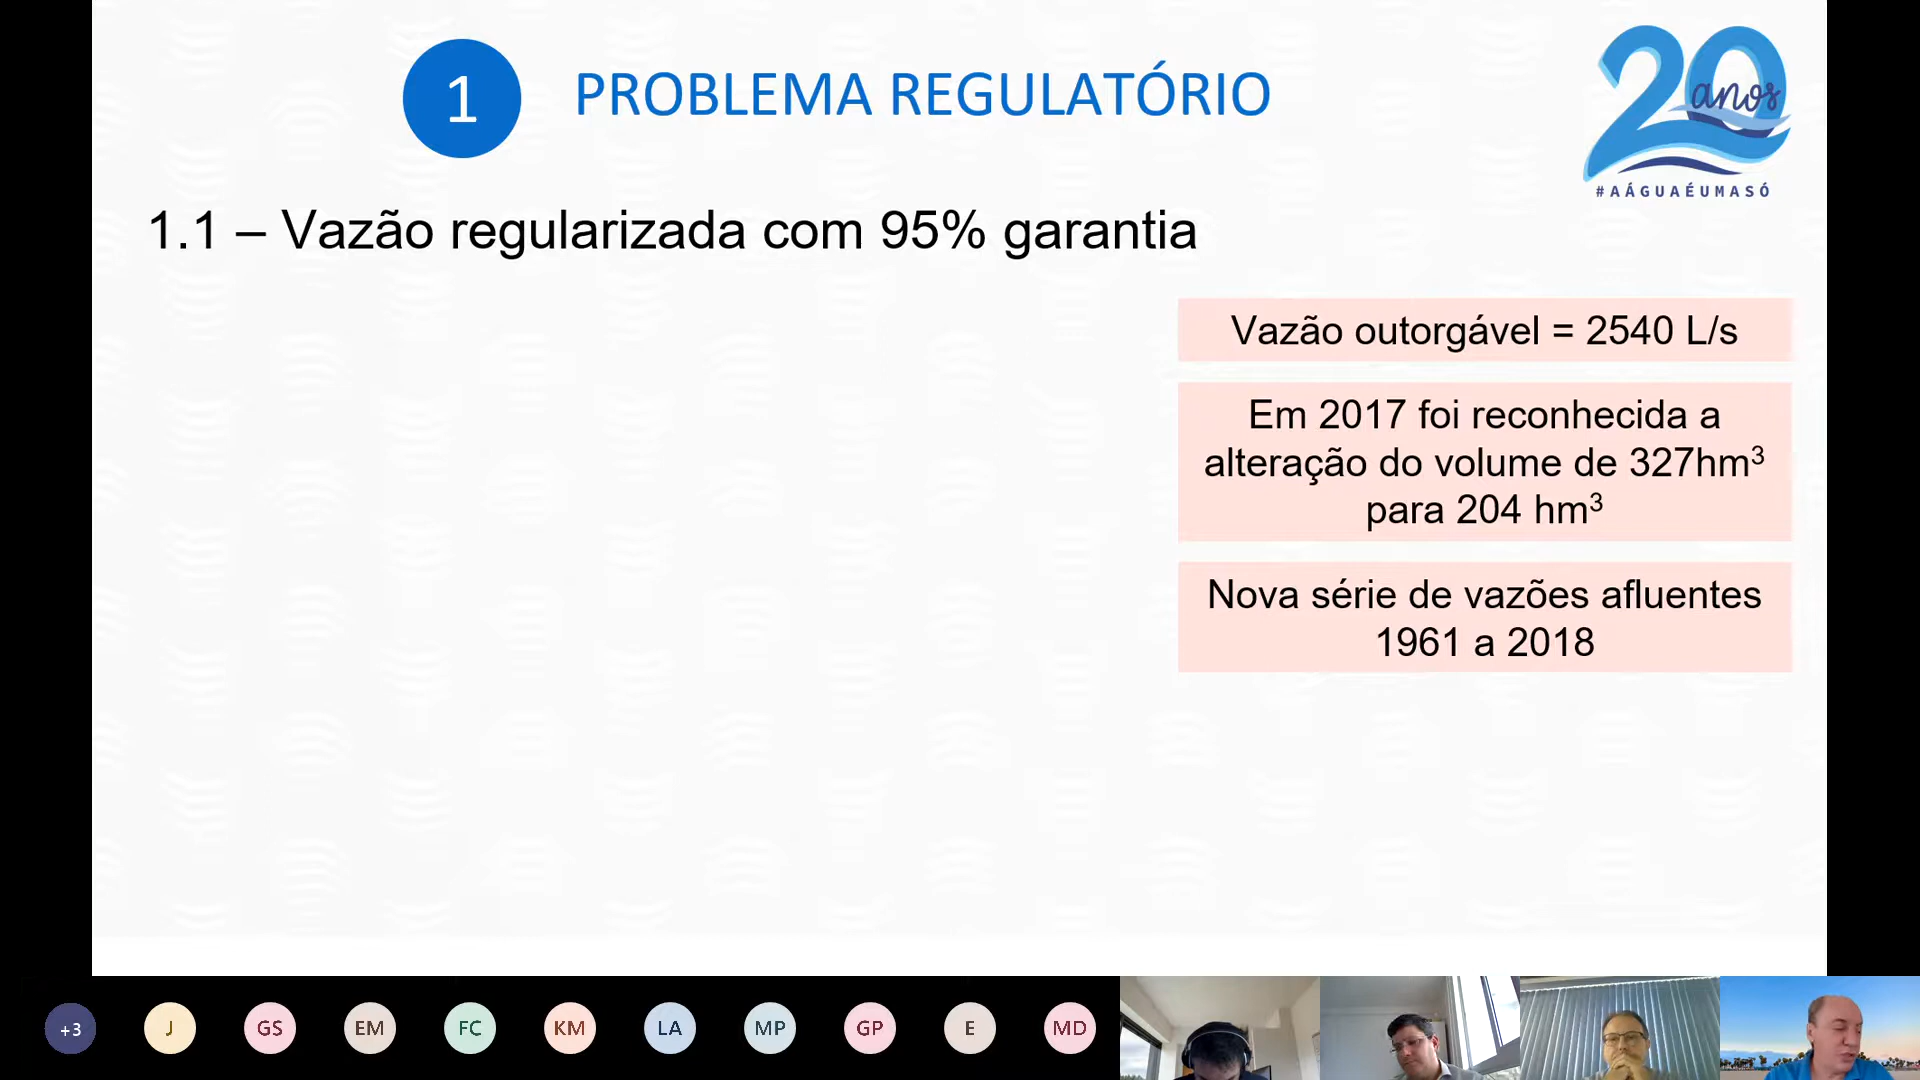 1
PROBLEMA REGULATÓRIO
20
anos
#AÁGUAÉUMASÓ
1.1 – Vazão regularizada com 95% garantia
Vazão outorgável = 2540 L/s
Em 2017 foi reconhecida a
alteração do volume de 327hm³
para 204 hm³
Nova série de vazões afluentes
1961 a 2018
+3
J
GS
EM
FC
KM
LA
MP
GP
E
MD